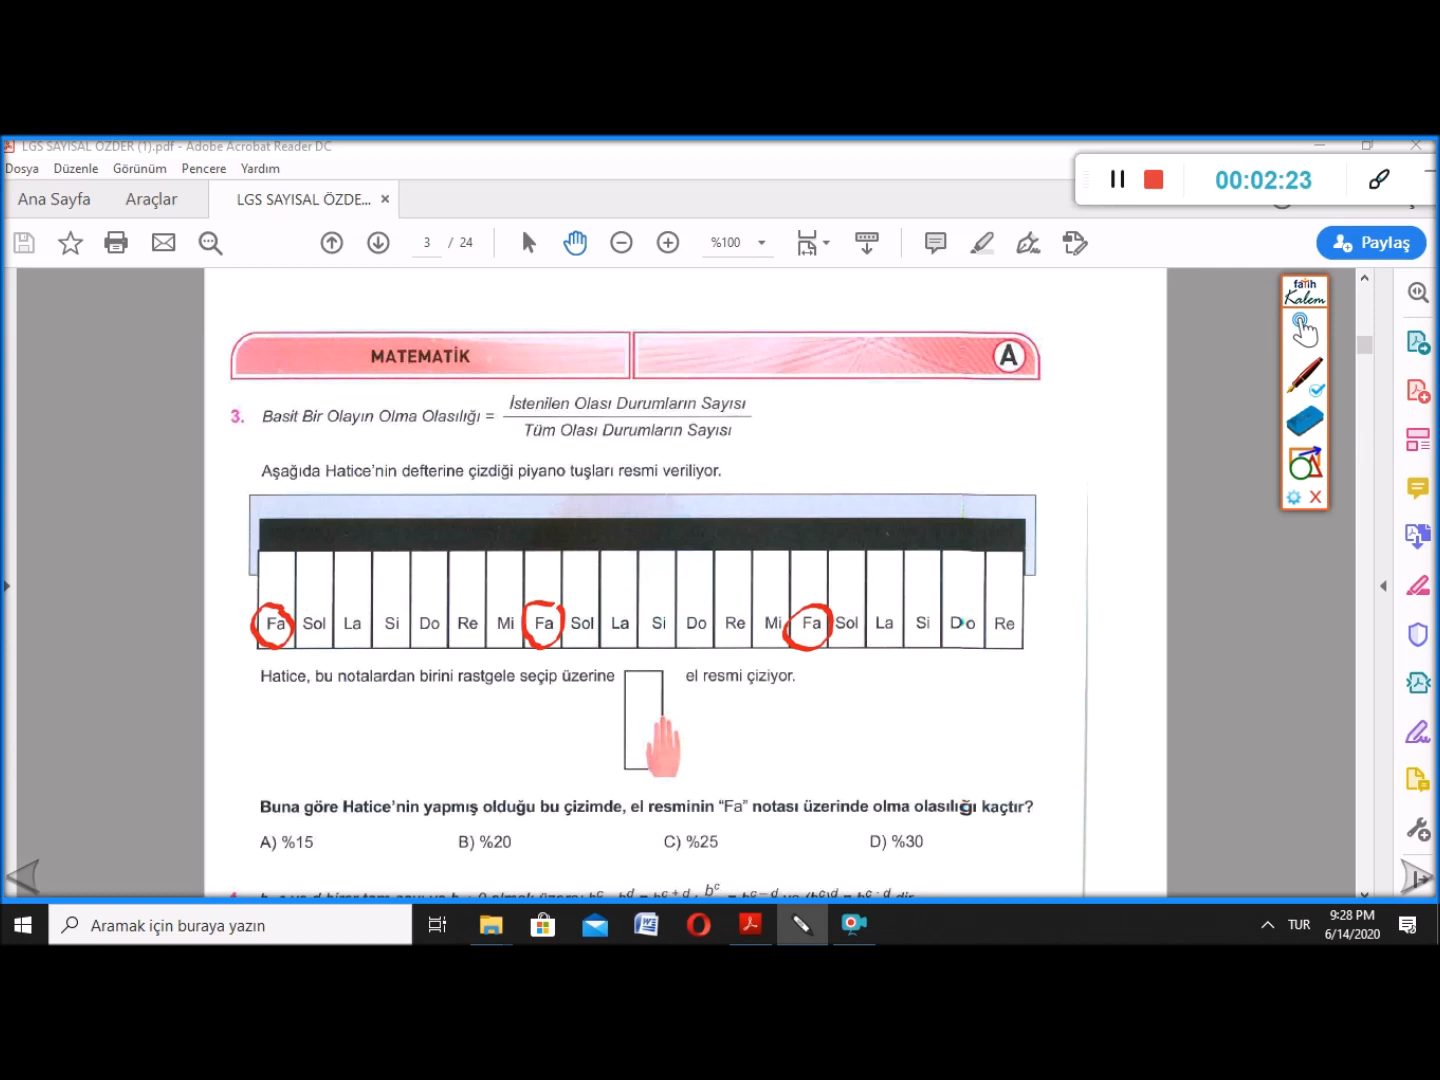 LGS SAYISAL ÖZDER (1).pdf - Adobe Acrobat Reader DC
Dosya Düzenle Görünüm Pencere Yardım
00:02:23
Ana Sayfa Araçlar LGS SAYISAL ÖZDE... ×
3 / 24 %100 Paylaş
fatih
Kalem
X
MATEMATİK A
3. Basit Bir Olayın Olma Olasılığı = İstenilen Olası Durumların Sayısı
Tüm Olası Durumların Sayısı
Aşağıda Hatice'nin defterine çizdiği piyano tuşları resmi veriliyor.
Fa Sol La Si Do Re Mi Fa Sol La Si Do Re Mi Fa Sol La Si Do Re
Hatice, bu notalardan birini rastgele seçip üzerine el resmi çiziyor.
Buna göre Hatice'nin yapmış olduğu bu çizimde, el resminin "Fa" notası üzerinde olma olasılığı kaçtır?
A) %15 B) %20 C) %25 D) %30
Aramak için buraya yazın
TUR
9:28 PM
6/14/2020